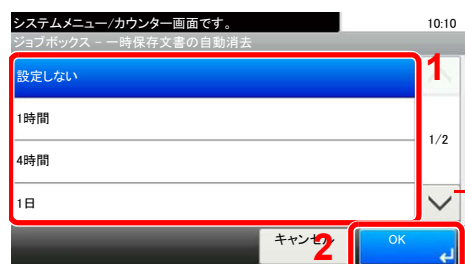 システムメニュー/カウンター画面です。 10:10
ジョブボックス - 一時保存文書の自動消去
設定しない 1
1時間
1/2
4時間
1日
キャンセル 2 OK